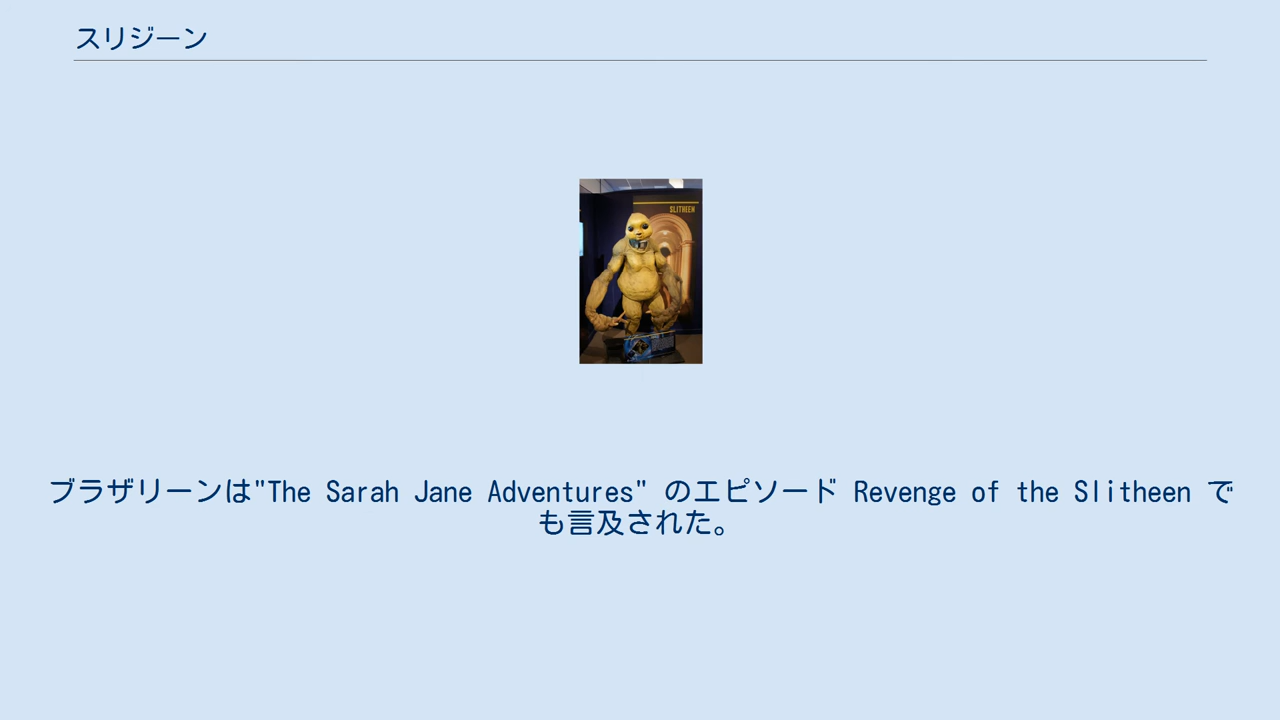 スリジーン
SLITHEEN
ブラザリーンは"The Sarah Jane Adventures" のエピソード Revenge of the Slitheen で
も言及された。